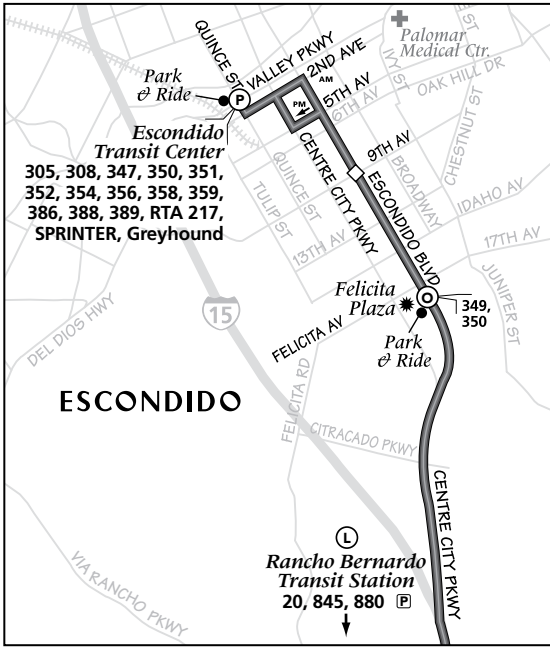 Palomar
Medical Ctr.
QUINCE ST
VALLEY PKWY
2ND AVE
AM
IVY ST
OAK HILL DR
Park
& Ride
P
PM
5TH AV
6TH AV
Escondido
Transit Center
305, 308, 347, 350, 351,
352, 354, 356, 358, 359,
386, 388, 389, RTA 217,
SPRINTER, Greyhound
CENTRE CITY PKWY
QUINCE ST
TULIP ST
13TH AV
9TH AV
BROADWAY
CHESTNUT ST
ESCONDIDO BLVD
IDAHO AV
17TH AV
JUNIPER ST
15
DEL DIOS HWY
Felicita
Plaza
O
349,
350
Park
& Ride
FELICITA AV
FELICITA RD
ESCONDIDO
CITRACADO PKWY
CENTRE CITY PKWY
VIA RANCHO PKWY
L
Rancho Bernardo
Transit Station
20, 845, 880 P